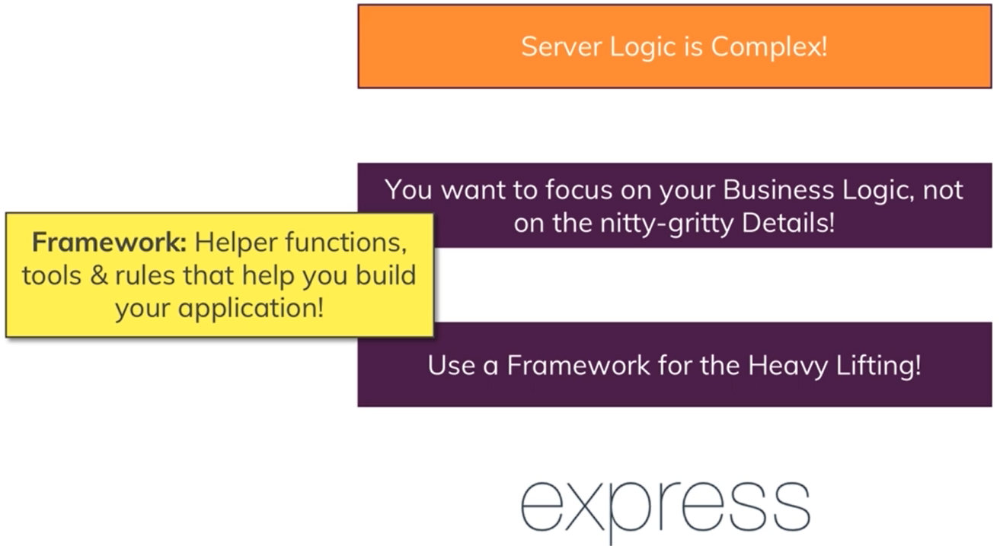 Server Logic is Complex!
You want to focus on your Business Logic, not
on the nitty-gritty Details!
Framework: Helper functions,
tools & rules that help you build
your application!
Use a Framework for the Heavy Lifting!
express